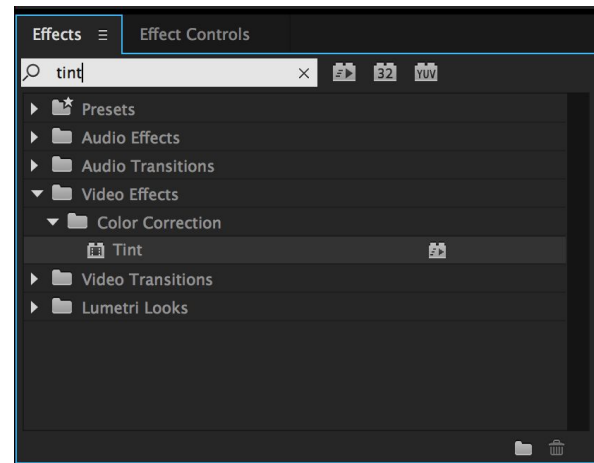 Effects Effect Controls
tint 32 YUV
Presets
Audio Effects
Audio Transitions
Video Effects
Color Correction
Tint
Video Transitions
Lumetri Looks